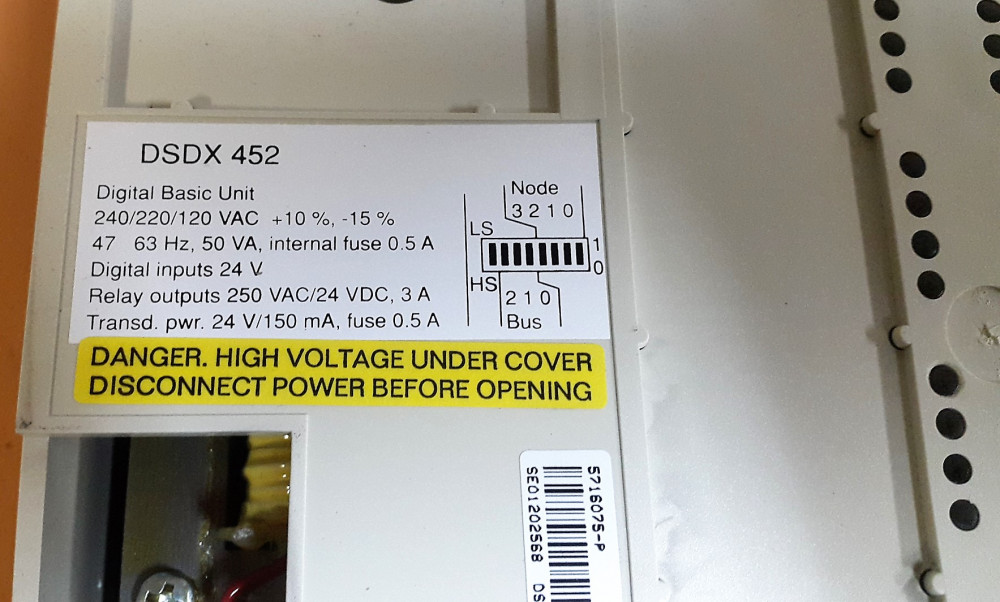 DSDX 452
Digital Basic Unit
240/220/120 VAC +10 %, -15 %
47 63 Hz, 50 VA, internal fuse 0.5 A
Digital inputs 24 V
Relay outputs 250 VAC/24 VDC, 3 A
Transd. pwr. 24 V/150 mA, fuse 0.5 A
Node
3 2 1 0
LS
1
0
HS
2 1 0
Bus
DANGER. HIGH VOLTAGE UNDER COVER
DISCONNECT POWER BEFORE OPENING
5716075-P
SE01202568 DS